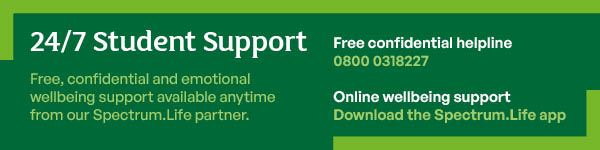 24/7 Student Support
Free, confidential and emotional
wellbeing support available anytime
from our Spectrum.Life partner.
Free confidential helpline
0800 0318227
Online wellbeing support
Download the Spectrum.Life app